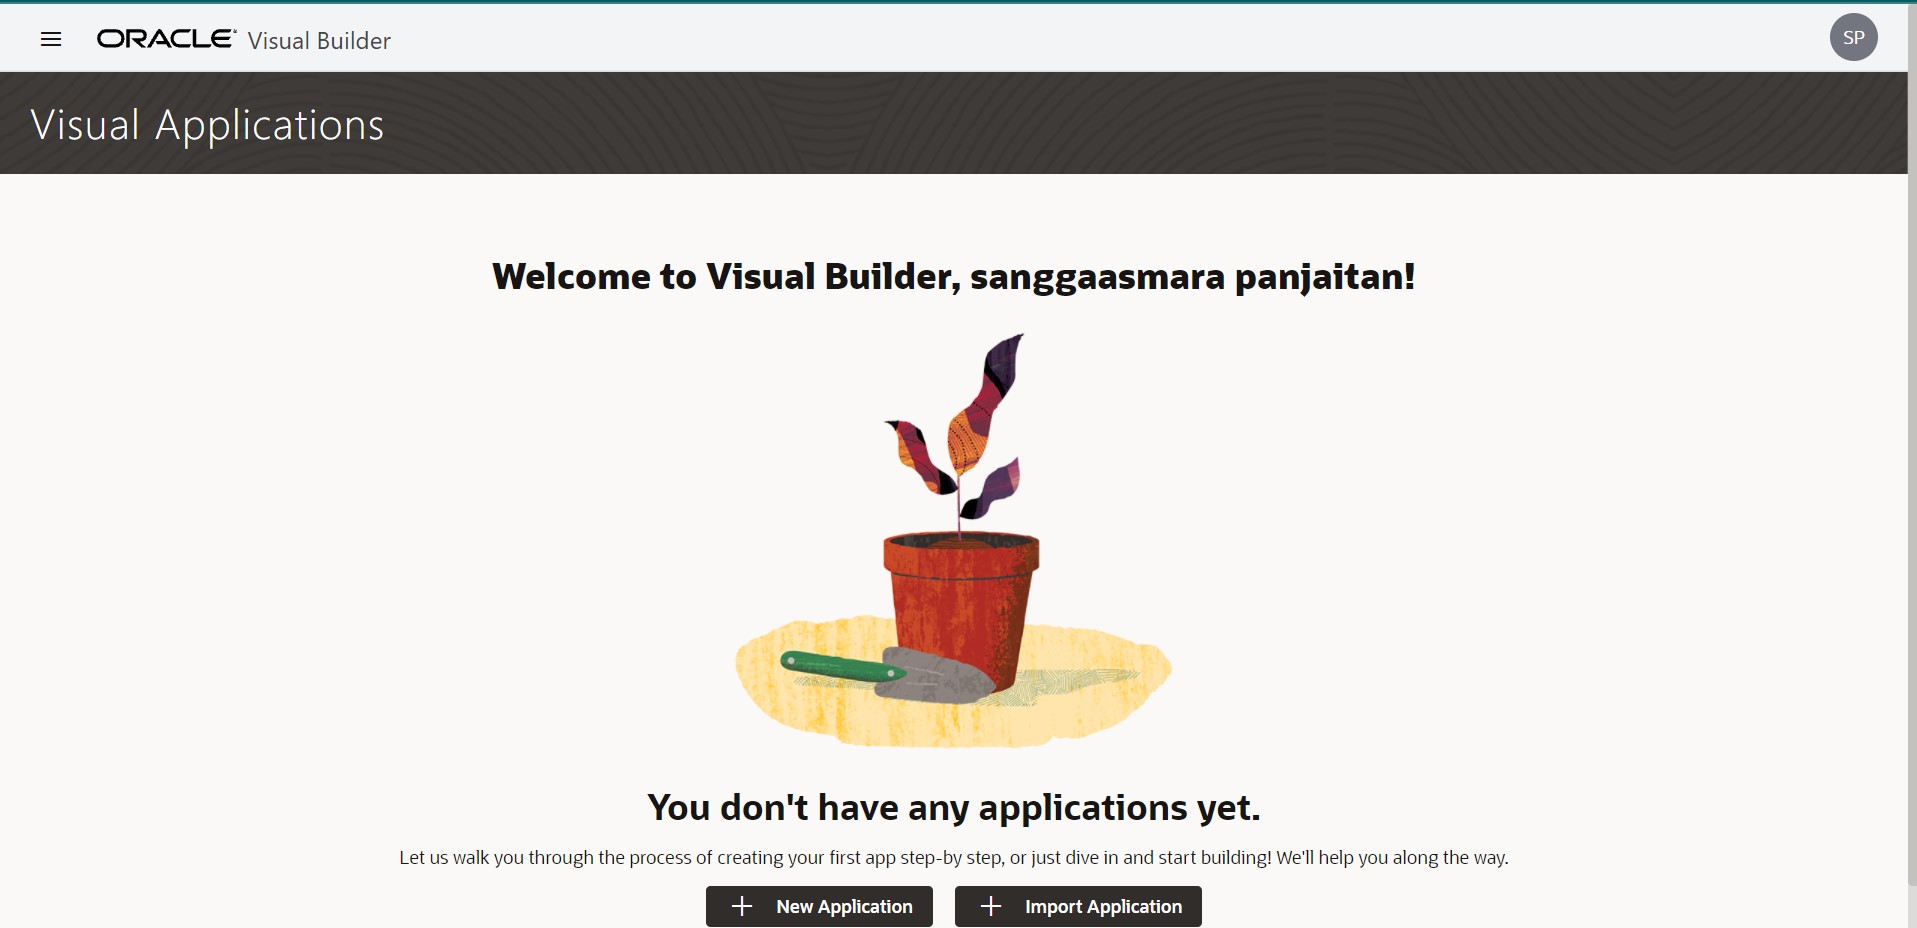 ORACLE Visual Builder
SP
Visual Applications
Welcome to Visual Builder, sanggaasmara panjaitan!
You don't have any applications yet.
Let us walk you through the process of creating your first app step-by step, or just dive in and start building! We'll help you along the way.
New Application
Import Application